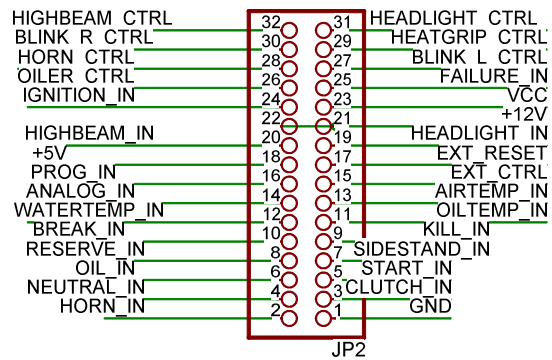 HIGHBEAM_CTRL 32 31 HEADLIGHT_CTRL
BLINK_R_CTRL 30 29 HEATGRIP_CTRL
HORN_CTRL 28 27 BLINK_L_CTRL
OILER_CTRL 26 25 FAILURE_IN
IGNITION_IN 24 23 VCC
22 21 +12V
HIGHBEAM_IN 20 19 HEADLIGHT_IN
+5V 18 17 EXT_RESET
PROG_IN 16 15 EXT_CTRL
ANALOG_IN 14 13 AIRTEMP_IN
WATERTEMP_IN 12 11 OILTEMP_IN
BREAK_IN 10 9 KILL_IN
RESERVE_IN 8 7 SIDESTAND_IN
OIL_IN 6 5 START_IN
NEUTRAL_IN 4 3 CLUTCH_IN
HORN_IN 2 1 GND
JP2